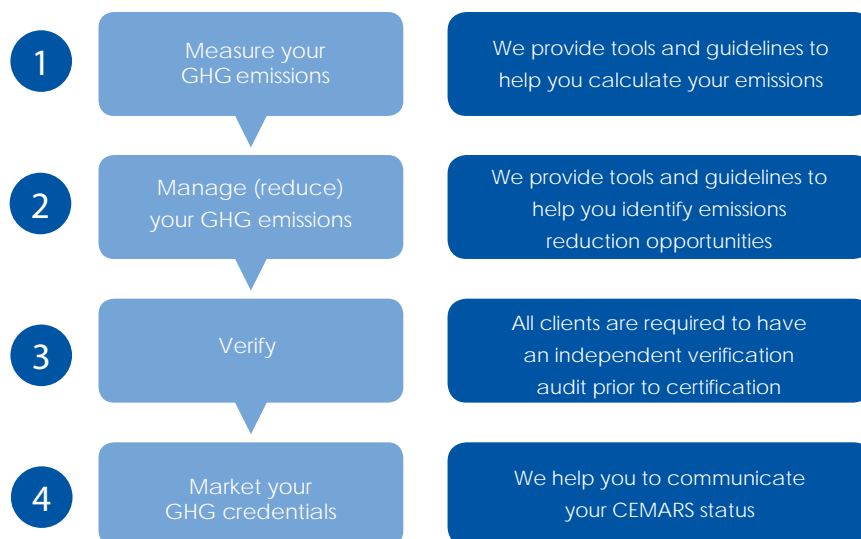 1
Measure your
GHG emissions
We provide tools and guidelines to
help you calculate your emissions
2
Manage (reduce)
your GHG emissions
We provide tools and guidelines to
help you identify emissions
reduction opportunities
3
Verify
All clients are required to have
an independent verification
audit prior to certification
4
Market your
GHG credentials
We help you to communicate
your CEMARS status